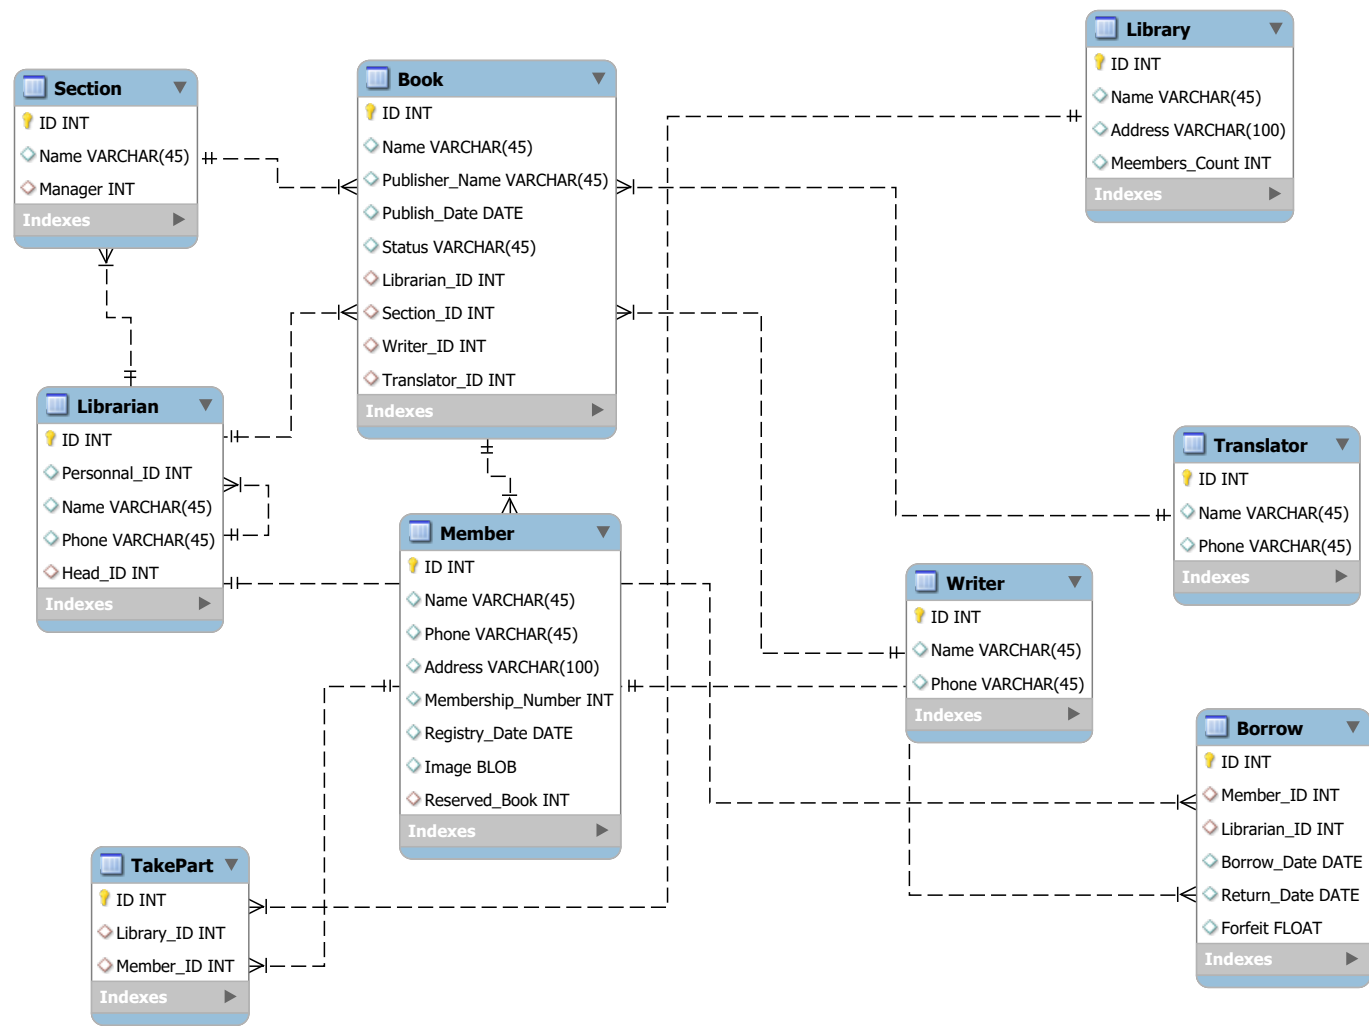 Section
ID INT
Name VARCHAR(45)
Manager INT
Indexes
Book
ID INT
Name VARCHAR(45)
Publisher_Name VARCHAR(45)
Publish_Date DATE
Status VARCHAR(45)
Librarian_ID INT
Section_ID INT
Writer_ID INT
Translator_ID INT
Indexes
Library
ID INT
Name VARCHAR(45)
Address VARCHAR(100)
Meembers_Count INT
Indexes
Librarian
ID INT
Personnal_ID INT
Name VARCHAR(45)
Phone VARCHAR(45)
Head_ID INT
Indexes
Member
ID INT
Name VARCHAR(45)
Phone VARCHAR(45)
Address VARCHAR(100)
Membership_Number INT
Registry_Date DATE
Image BLOB
Reserved_Book INT
Indexes
Translator
ID INT
Name VARCHAR(45)
Phone VARCHAR(45)
Indexes
Writer
ID INT
Name VARCHAR(45)
Phone VARCHAR(45)
Indexes
Borrow
ID INT
Member_ID INT
Librarian_ID INT
Borrow_Date DATE
Return_Date DATE
Forfeit FLOAT
Indexes
TakePart
ID INT
Library_ID INT
Member_ID INT
Indexes